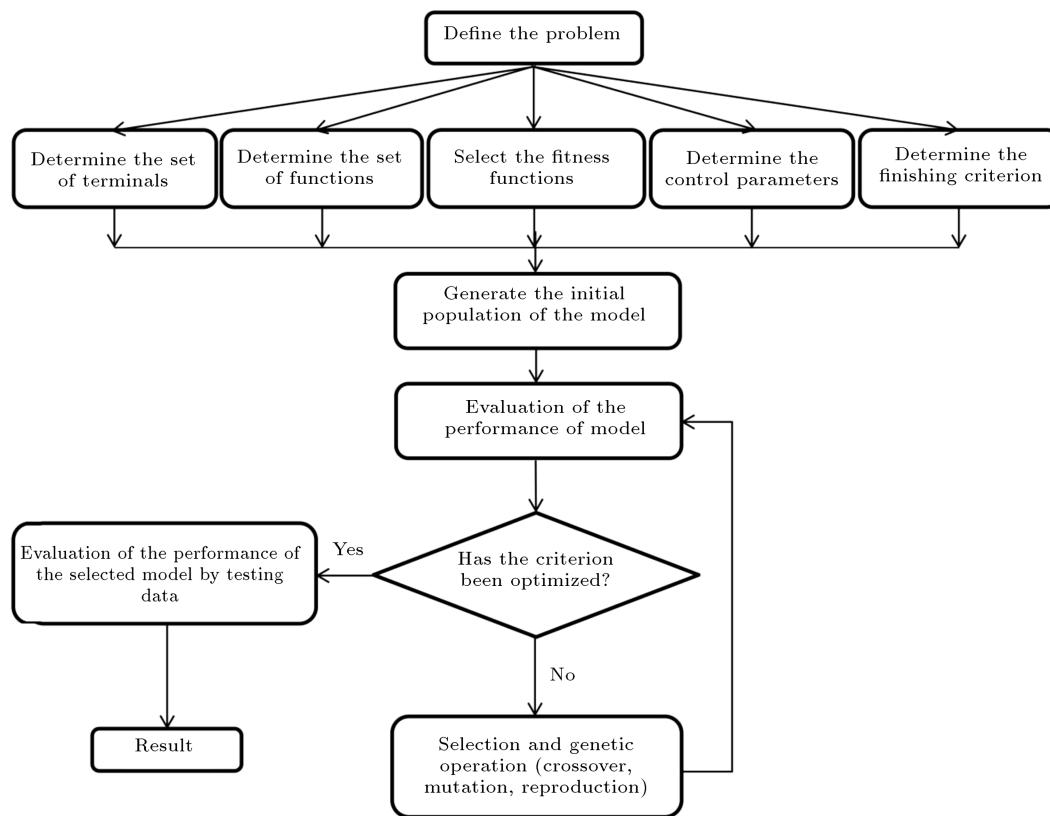 Define the problem
Determine the set
of terminals
Determine the set
of functions
Select the fitness
functions
Determine the
control parameters
Determine the
finishing criterion
Generate the initial
population of the model
Evaluation of the
performance of model
Has the criterion
been optimized?
Yes
Evaluation of the performance of
the selected model by testing
data
No
Result
Selection and genetic
operation (crossover,
mutation, reproduction)